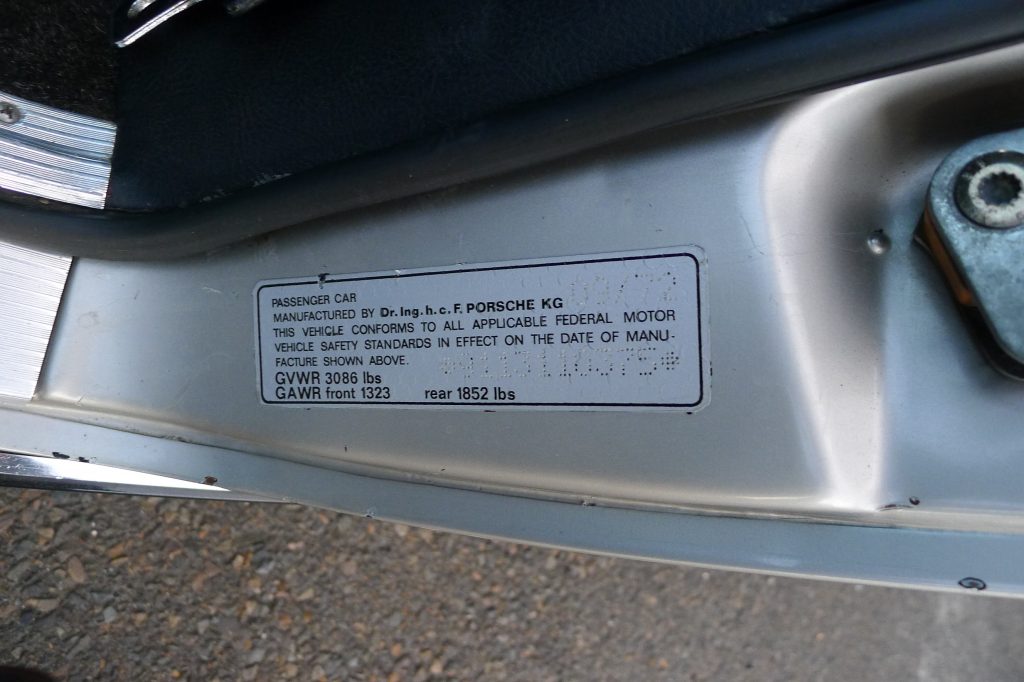 PASSENGER CAR
MANUFACTURED BY Dr. Ing. h. c. F. PORSCHE KG 09/72
THIS VEHICLE CONFORMS TO ALL APPLICABLE FEDERAL MOTOR
VEHICLE SAFETY STANDARDS IN EFFECT ON THE DATE OF MANU-
FACTURE SHOWN ABOVE.
GVWR 3086 lbs
GAWR front 1323 rear 1852 lbs